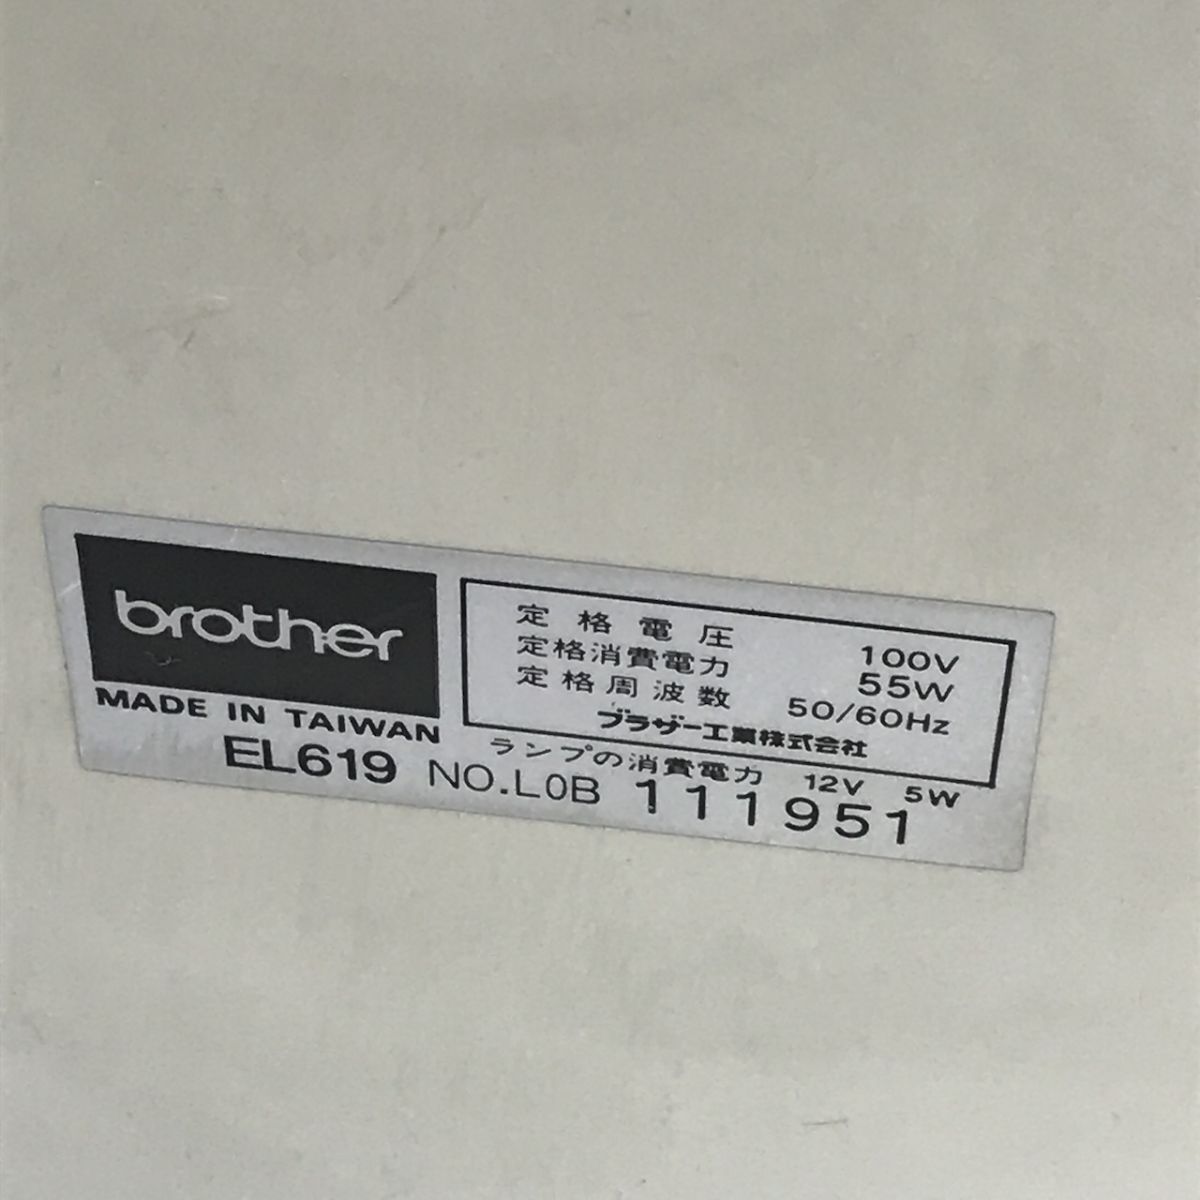 brother
MADE IN TAIWAN
定格電圧 100V
定格消費電力 55W
定格周波数 50/60Hz
ブラザー工業株式会社
ランプの消費電力 12V 5W
EL619 NO.L0B 111951